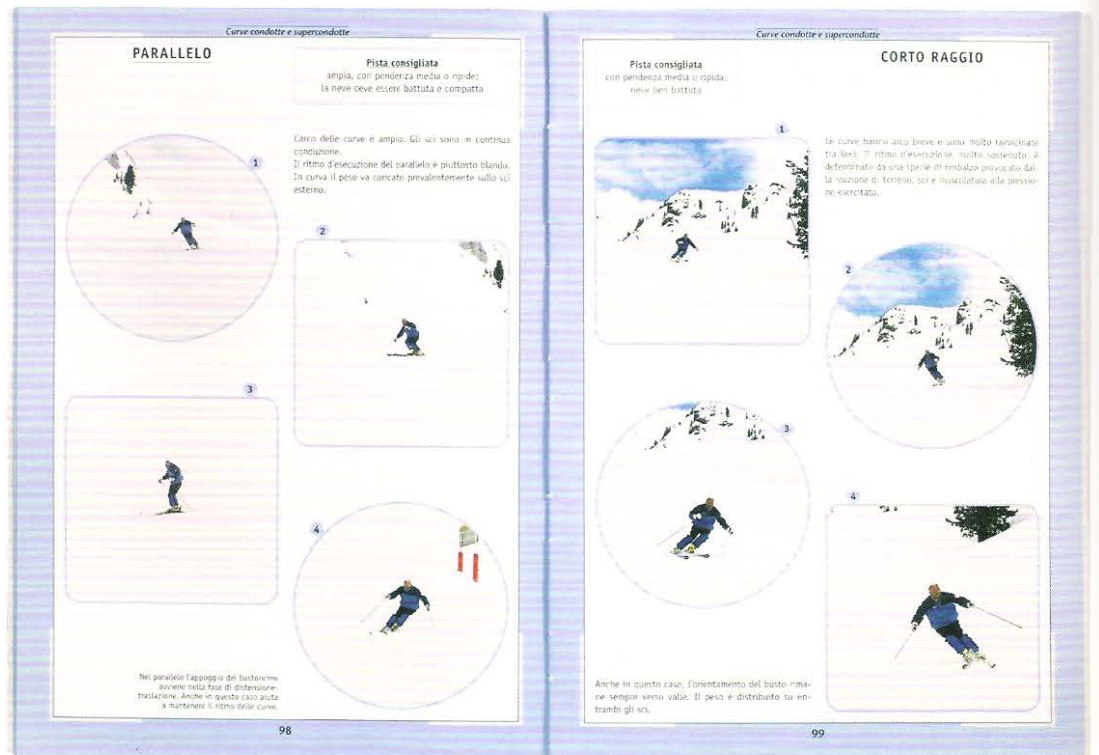 Curve condotte e supercondotte
PARALLELO
Pista consigliata
ampia, con pendenza media o ripide;
la neve deve essere battuta e compatta
L'arco delle curve è ampio. Gli sci sono in continua
conduzione.
Il ritmo d'esecuzione del parallelo è piuttosto blando.
In curva il peso va caricato prevalentemente sullo sci
esterno.
1
2
3
4
Nel parallelo l'appoggio del bastoncino
avviene nella fase di distensione-
traslazione. Anche in questo caso aiuta
a mantenere il ritmo delle curve.
98
Curve condotte e supercondotte
CORTO RAGGIO
Pista consigliata
con pendenza media o ripida;
neve ben battuta
Le curve hanno arco breve e sono molto ravvicinate
tra loro. Il ritmo d'esecuzione, molto sostenuto, è
determinato da una specie di rimbalzo provocato dal-
la reazione di terreno, sci e muscolatura alla pressio-
ne esercitata.
1
2
3
4
Anche in questo caso, l'orientamento del busto rima-
ne sempre verso valle. Il peso è distribuito su en-
trambi gli sci.
99